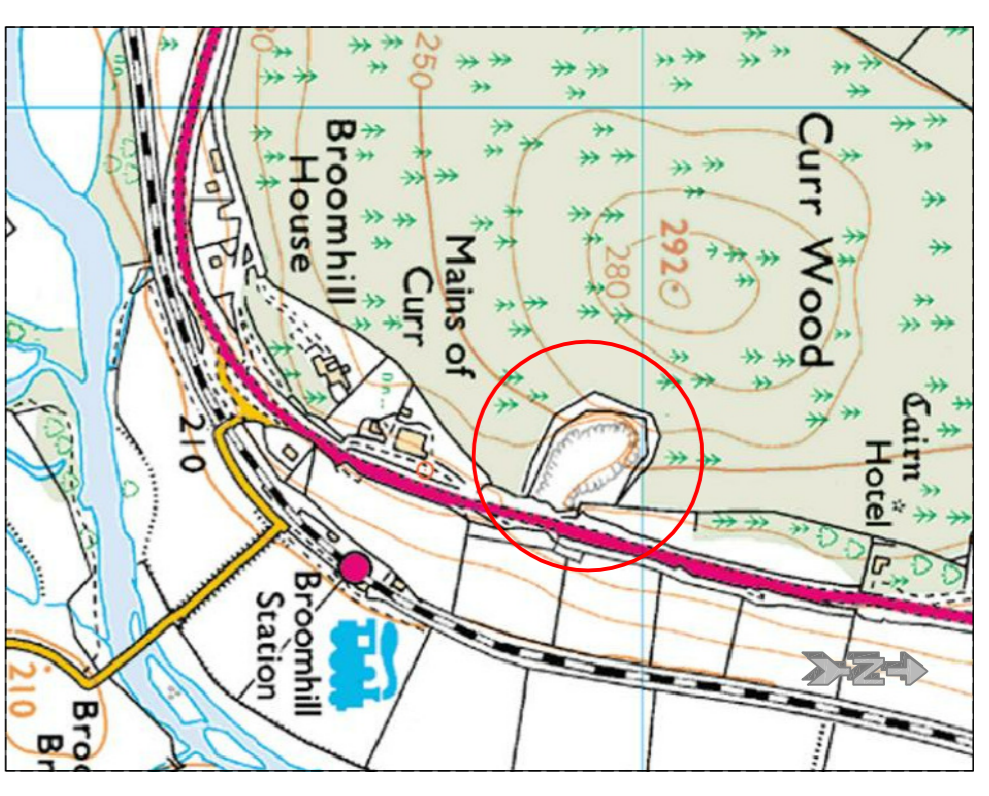 250
Curr Wood
Broomhill
House
Mains of
Curr
292
280
Cairn
Hotel
210
Broomhill
Station
Z
210